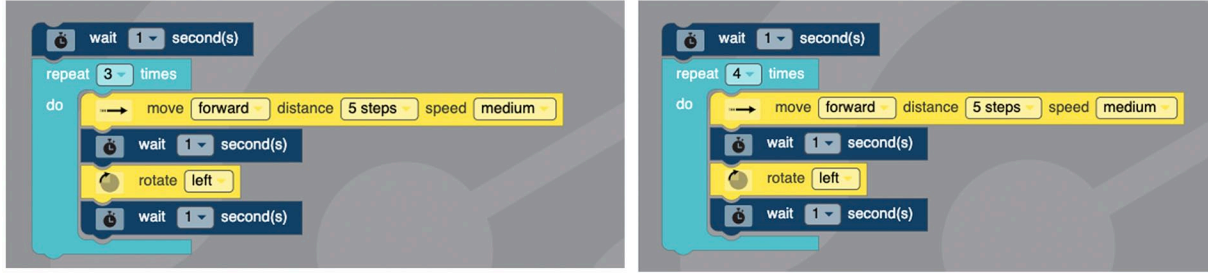 wait 1 second(s)
repeat 3 times
do move forward distance 5 steps speed medium
wait 1 second(s)
rotate left
wait 1 second(s)
wait 1 second(s)
repeat 4 times
do move forward distance 5 steps speed medium
wait 1 second(s)
rotate left
wait 1 second(s)